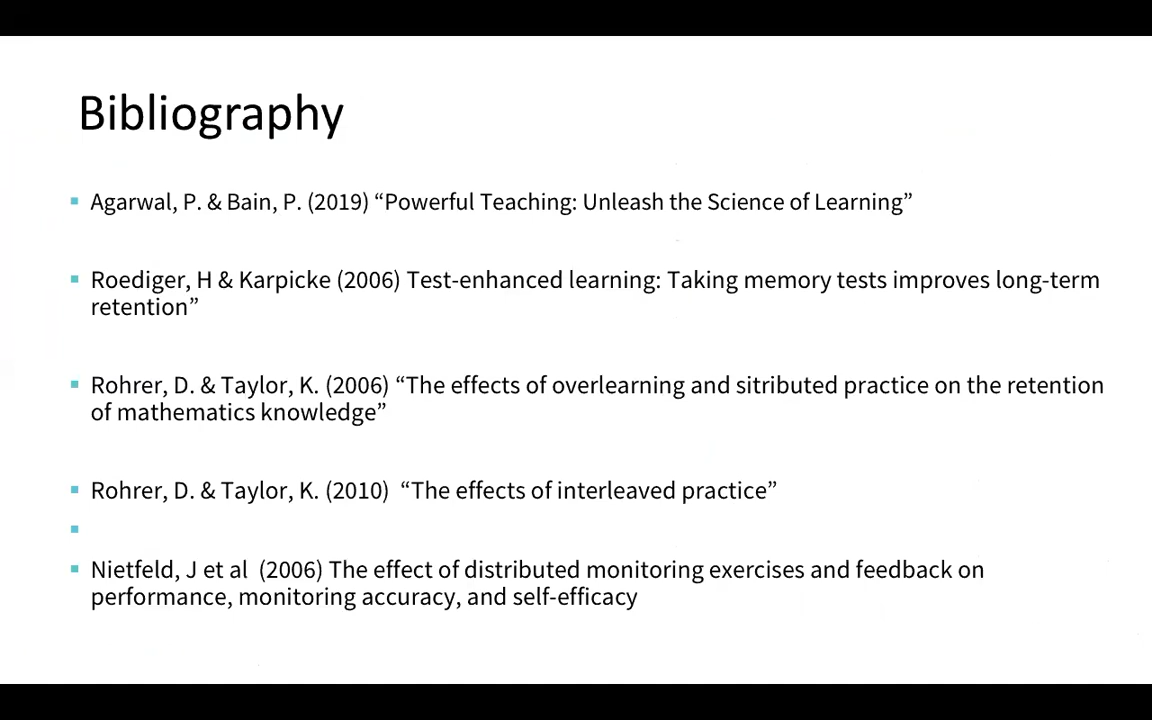 Bibliography
Agarwal, P. & Bain, P. (2019) “Powerful Teaching: Unleash the Science of Learning”
Roediger, H & Karpicke (2006) Test-enhanced learning: Taking memory tests improves long-term
retention”
Rohrer, D. & Taylor, K. (2006) “The effects of overlearning and sitributed practice on the retention
of mathematics knowledge”
Rohrer, D. & Taylor, K. (2010)  “The effects of interleaved practice”
Nietfeld, J et al  (2006) The effect of distributed monitoring exercises and feedback on
performance, monitoring accuracy, and self-efficacy